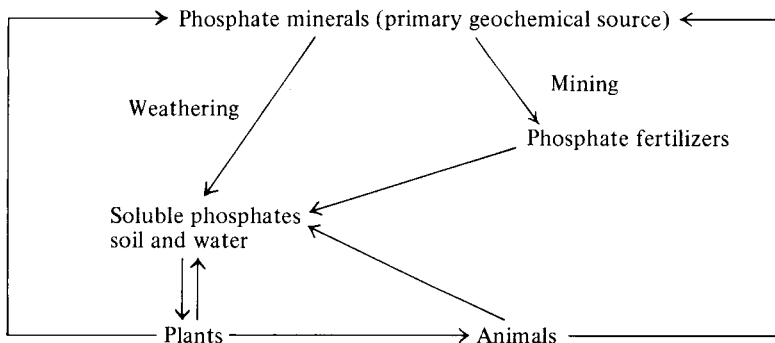 Phosphate minerals (primary geochemical source)
Weathering
Mining
Phosphate fertilizers
Soluble phosphates
soil and water
Plants
Animals